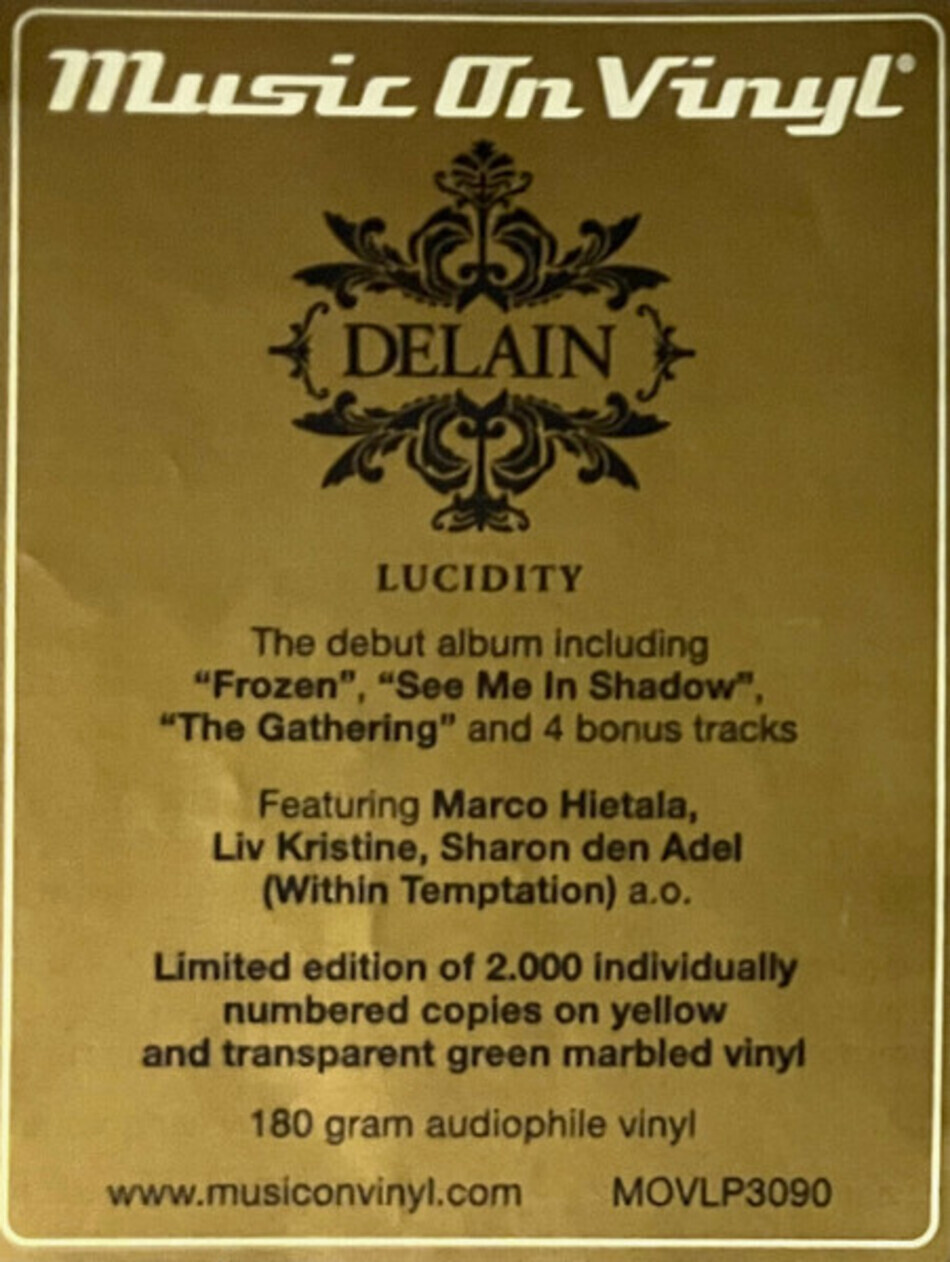 Music On Vinyl®
DELAIN
LUCIDITY
The debut album including
“Frozen”, “See Me In Shadow”,
“The Gathering” and 4 bonus tracks
Featuring Marco Hietala,
Liv Kristine, Sharon den Adel
(Within Temptation) a.o.
Limited edition of 2.000 individually
numbered copies on yellow
and transparent green marbled vinyl
180 gram audiophile vinyl
www.musiconvinyl.com MOVLP3090